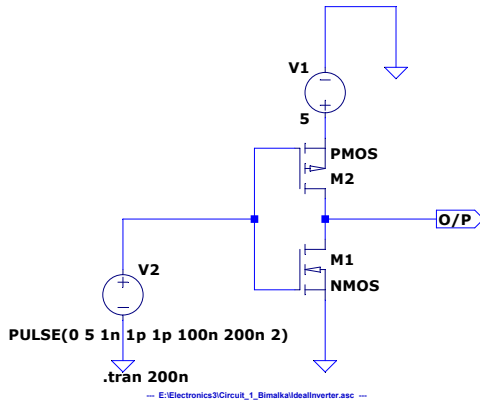 V1
−
+
5
PMOS
M2
O/P
M1
NMOS
V2
+
−
PULSE(0 5 1n 1p 1p 100n 200n 2)
.tran 200n
--- E:\Electronics3\Circuit_1_Bimalka\IdealInverter.asc ---